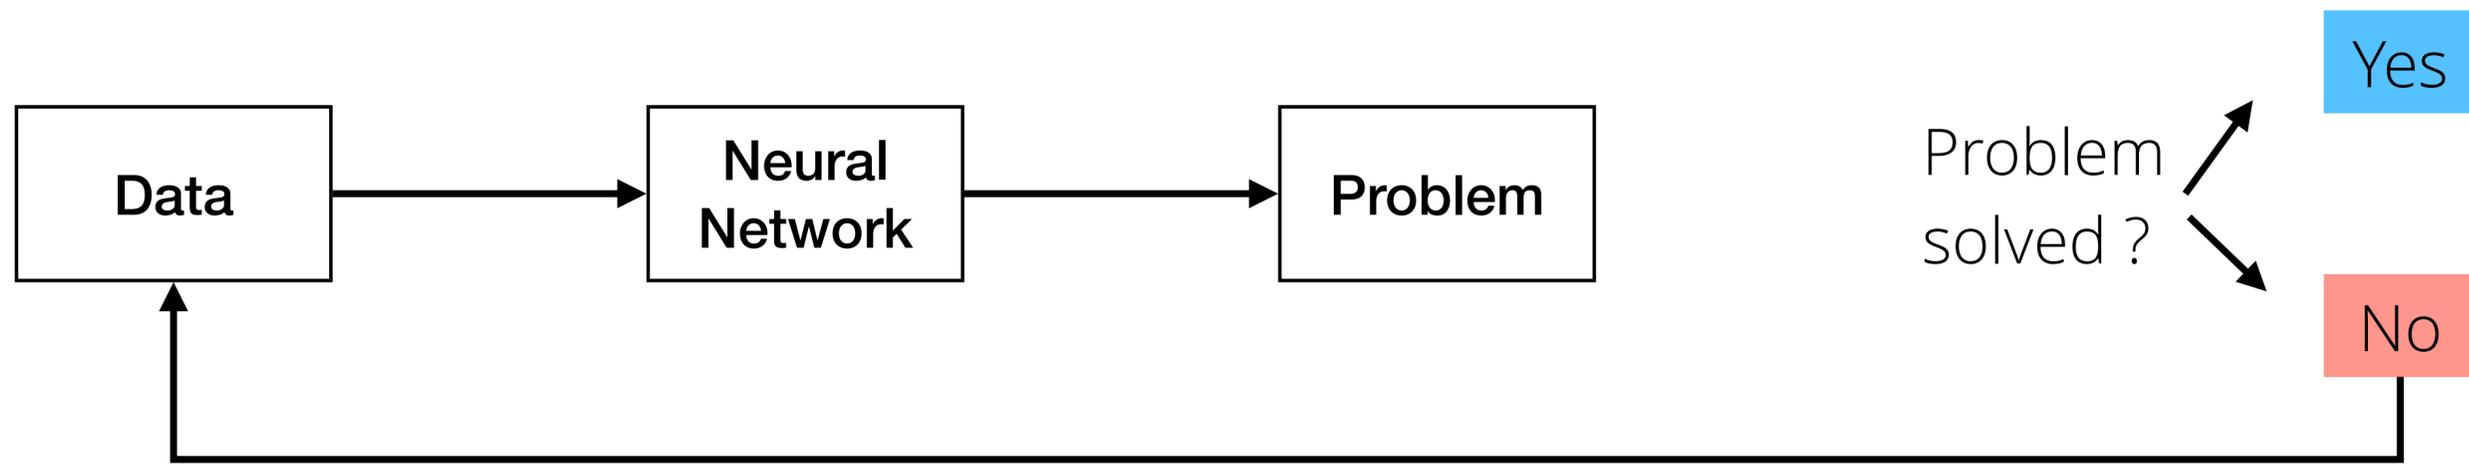 Data
Neural
Network
Problem
Problem
solved ?
Yes
No